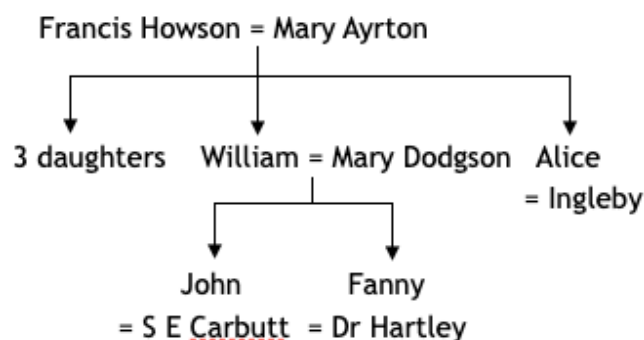 Francis Howson = Mary Ayrton
3 daughters William = Mary Dodgson Alice
= Ingleby
John Fanny
= S E Carbutt = Dr Hartley